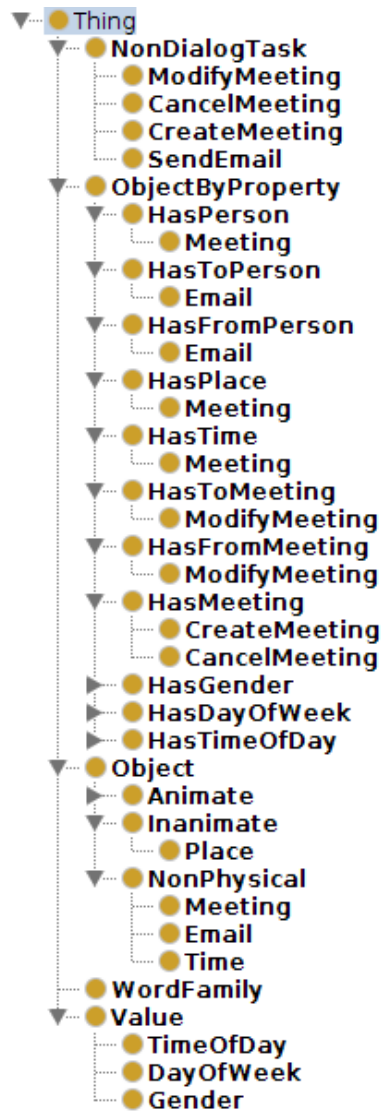 Thing
NonDialogTask
ModifyMeeting
CancelMeeting
CreateMeeting
SendEmail
ObjectByProperty
HasPerson
Meeting
HasToPerson
Email
HasFromPerson
Email
HasPlace
Meeting
HasTime
Meeting
HasToMeeting
ModifyMeeting
HasFromMeeting
ModifyMeeting
HasMeeting
CreateMeeting
CancelMeeting
HasGender
HasDayOfWeek
HasTimeOfDay
Object
Animate
Inanimate
Place
NonPhysical
Meeting
Email
Time
WordFamily
Value
TimeOfDay
DayOfWeek
Gender